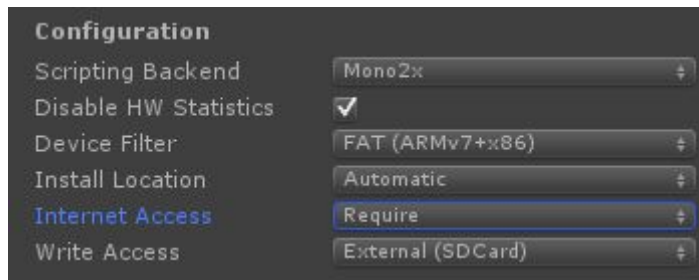 Configuration
Scripting Backend Mono2x
Disable HW Statistics
Device Filter FAT (ARMv7+x86)
Install Location Automatic
Internet Access Require
Write Access External (SDCard)